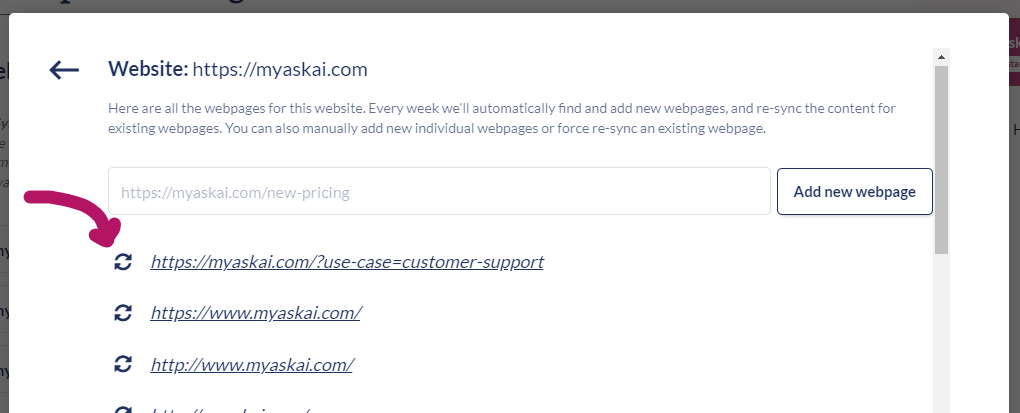 Website: https://myaskai.com
Here are all the webpages for this website. Every week we'll automatically find and add new webpages, and re-sync the content for
existing webpages. You can also manually add new individual webpages or force re-sync an existing webpage.
https://myaskai.com/new-pricing
Add new webpage
https://myaskai.com/?use-case=customer-support
https://www.myaskai.com/
http://www.myaskai.com/